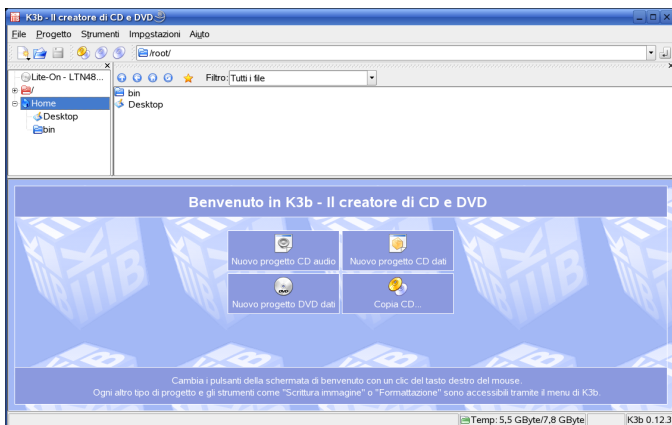 K3b - Il creatore di CD e DVD
File Progetto Strumenti Impostazioni Aiuto
/root/
Lite-On - LTN48...
/
Home
Desktop
bin
Filtro: Tutti i file
bin
Desktop
Benvenuto in K3b - Il creatore di CD e DVD
Nuovo progetto CD audio Nuovo progetto CD dati
Nuovo progetto DVD dati Copia CD...
Cambia i pulsanti della schermata di benvenuto con un clic del tasto destro del mouse.
Ogni altro tipo di progetto e gli strumenti come "Scrittura immagine" o "Formattazione" sono accessibili tramite il menu di K3b.
Temp: 5,5 GByte/7,8 GByte K3b 0.12.3